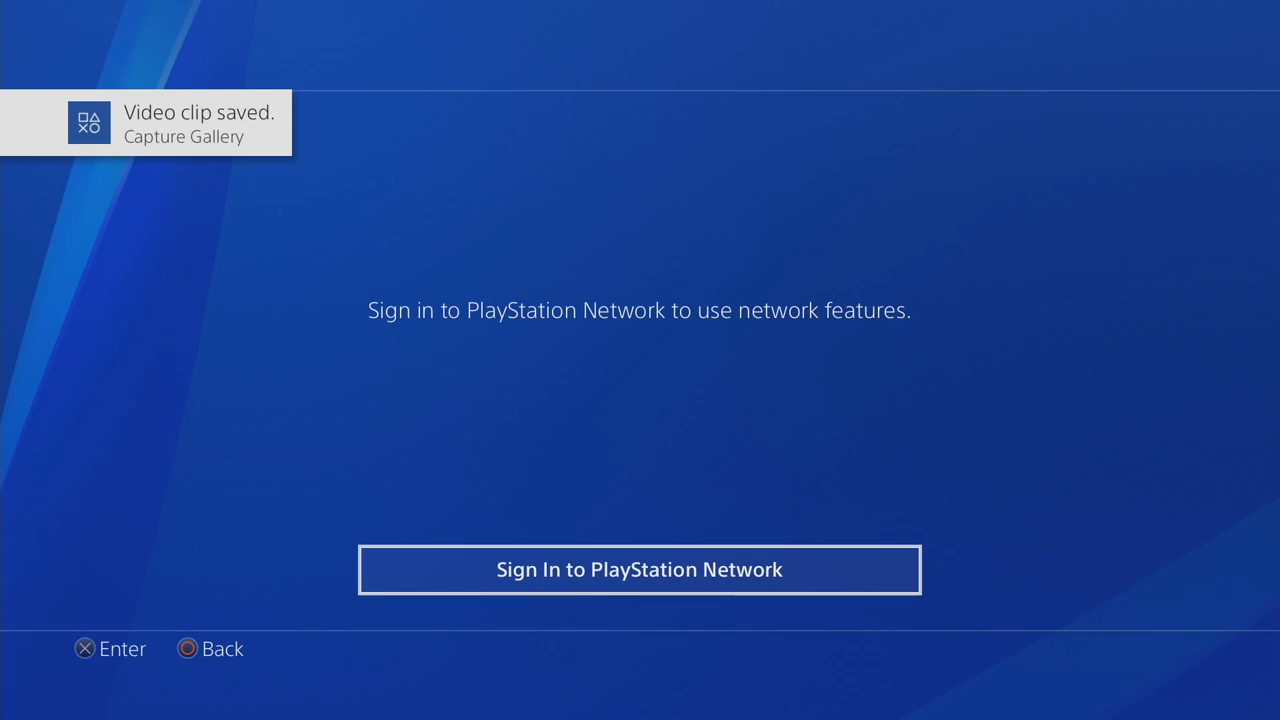 Video clip saved.
Capture Gallery
Sign in to PlayStation Network to use network features.
Sign In to PlayStation Network
Enter
Back